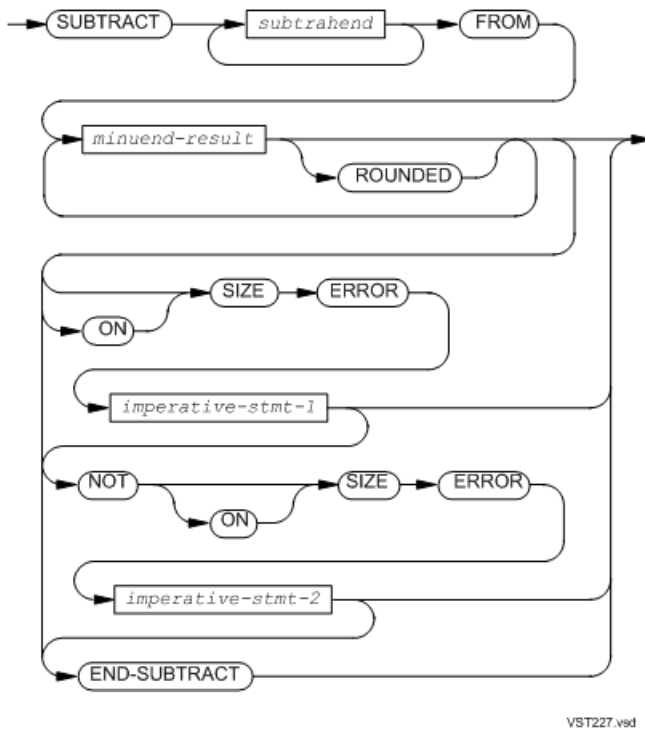 SUBTRACT subtrahend FROM
minuend-result
ROUNDED
SIZE ERROR
ON
imperative-stmt-1
NOT SIZE ERROR
ON
imperative-stmt-2
END-SUBTRACT
VST227.vsd